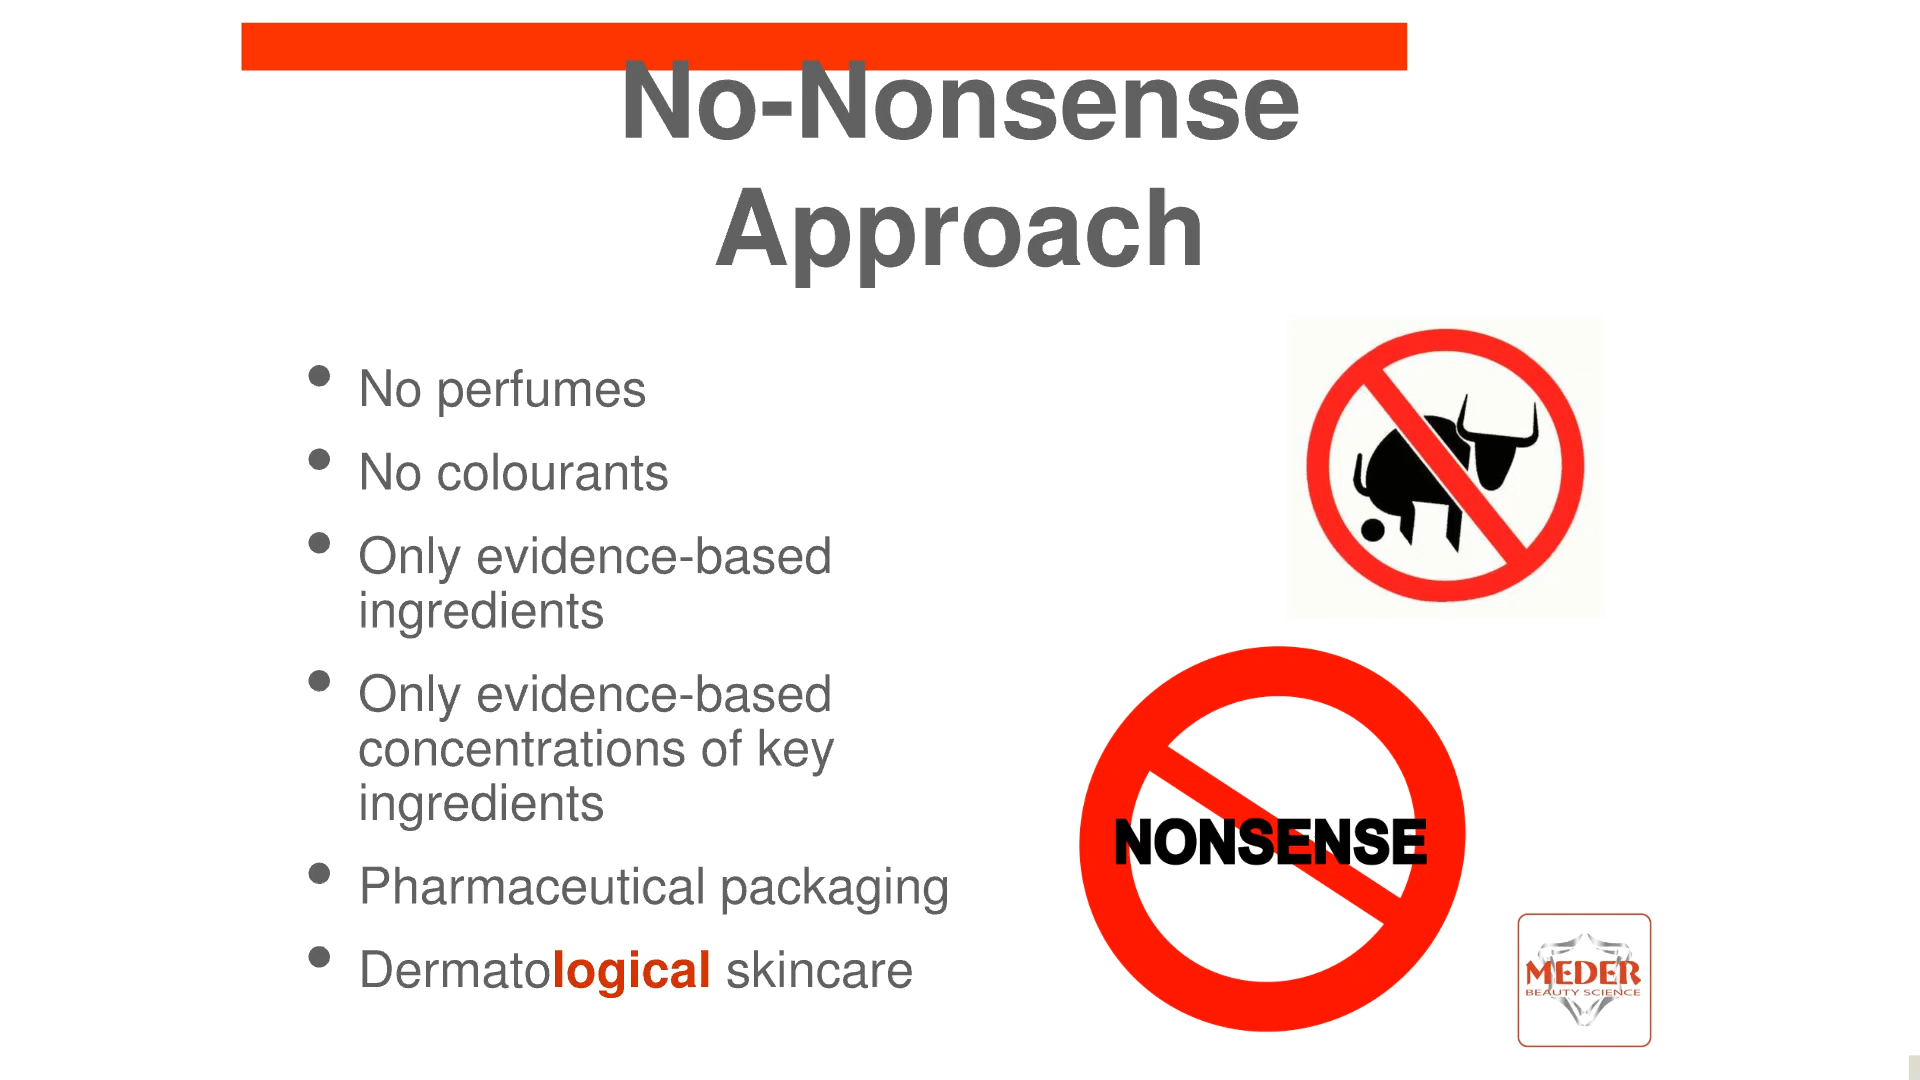 No-Nonsense
Approach
• No perfumes
• No colourants
• Only evidence-based
ingredients
• Only evidence-based
concentrations of key
ingredients
• Pharmaceutical packaging
• Dermatological skincare
NONSENSE
MEDER
BEAUTY SCIENCE